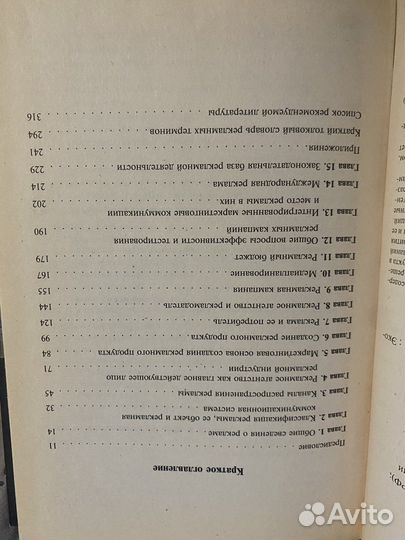 Краткое оглавление
Предисловие . . . 11
Глава 1. Общие сведения о рекламе . . . 14
Глава 2. Классификация рекламы, ее объект и рекламная
коммуникационная система . . . 32
Глава 3. Каналы распространения рекламы . . . 45
Глава 4. Рекламное агентство как главное действующее лицо
рекламной индустрии . . . 71
Глава 5. Маркетинговая основа создания рекламного продукта . . . 84
Глава 6. Создание рекламного продукта . . . 99
Глава 7. Реклама и ее потребитель . . . 124
Глава 8. Рекламное агентство и рекламодатель . . . 144
Глава 9. Рекламная кампания . . . 155
Глава 10. Медиапланирование . . . 167
Глава 11. Рекламный бюджет . . . 179
Глава 12. Общие вопросы эффективности и тестирования
рекламных кампаний . . . 190
Глава 13. Интегрированные маркетинговые коммуникации
и место рекламы в них . . . 202
Глава 14. Международная реклама . . . 214
Глава 15. Законодательная база рекламной деятельности . . . 229
Приложения . . . 241
Краткий толковый словарь рекламных терминов . . . 294
Список рекомендуемой литературы . . . 316
Avito